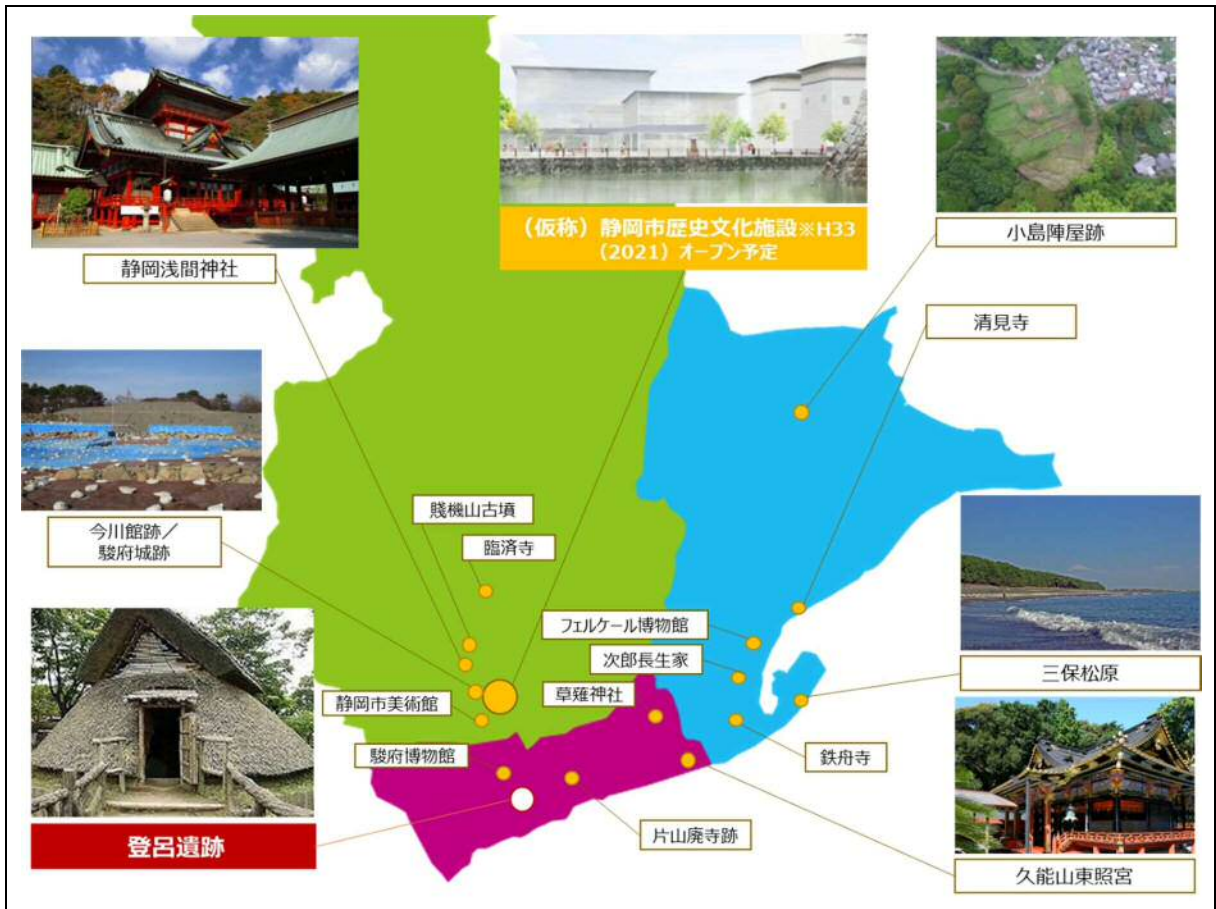 (仮称)静岡市歴史文化施設※H33
(2021)オープン予定
小島陣屋跡
静岡浅間神社
清見寺
賤機山古墳
今川館跡/
駿府城跡
臨済寺
フェルケール博物館
次郎長生家
三保松原
草薙神社
静岡市美術館
駿府博物館
鉄舟寺
登呂遺跡
片山廃寺跡
久能山東照宮